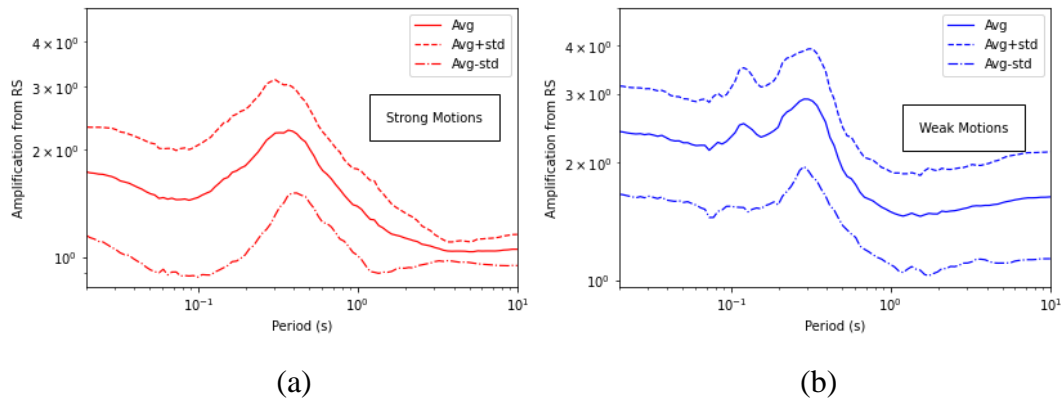 Amplification from RS
4 × 10⁰
3 × 10⁰
2 × 10⁰
10⁰
Avg
Avg+std
Avg-std
Strong Motions
10⁻¹
10⁰
10¹
Period (s)
(a)
Amplification from RS
4 × 10⁰
3 × 10⁰
2 × 10⁰
10⁰
Avg
Avg+std
Avg-std
Weak Motions
10⁻¹
10⁰
10¹
Period (s)
(b)